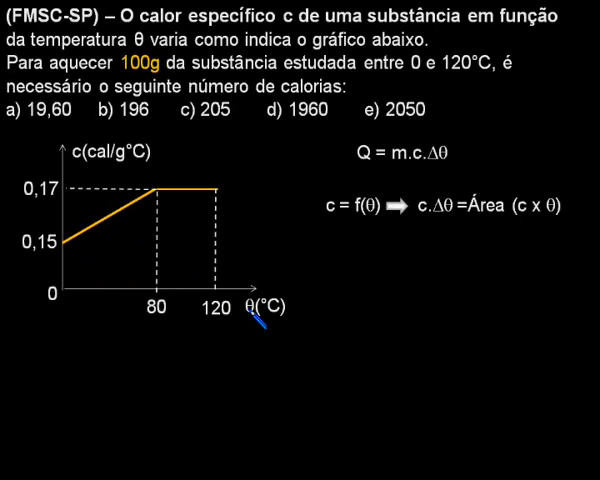 (FMSC-SP) – O calor específico c de uma substância em função
da temperatura θ varia como indica o gráfico abaixo.
Para aquecer 100g da substância estudada entre 0 e 120°C, é
necessário o seguinte número de calorias:
a) 19,60 b) 196 c) 205 d) 1960 e) 2050
c(cal/g°C)
Q = m.c.Δθ
0,17
c = f(θ) ➡ c.Δθ =Área (c x θ)
0,15
0
80 120 θ(°C)